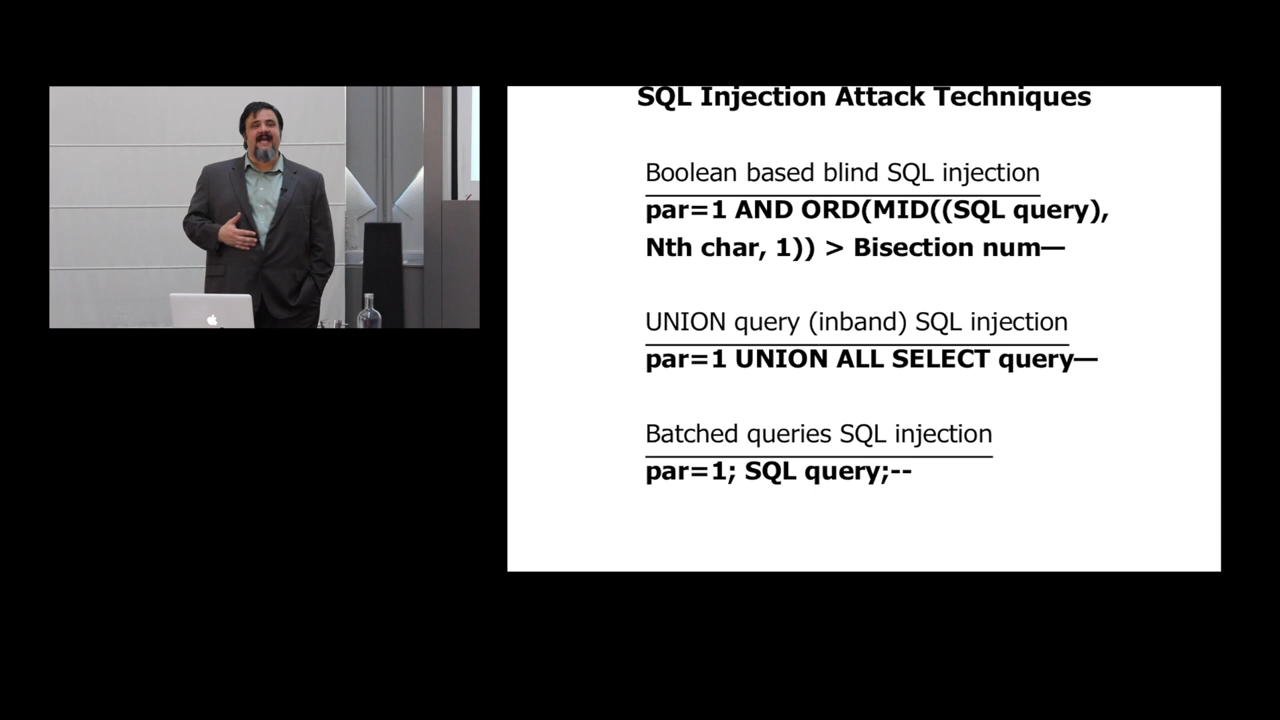 SQL Injection Attack Techniques
Boolean based blind SQL injection
par=1 AND ORD(MID((SQL query),
Nth char, 1)) > Bisection num—
UNION query (inband) SQL injection
par=1 UNION ALL SELECT query—
Batched queries SQL injection
par=1; SQL query;--